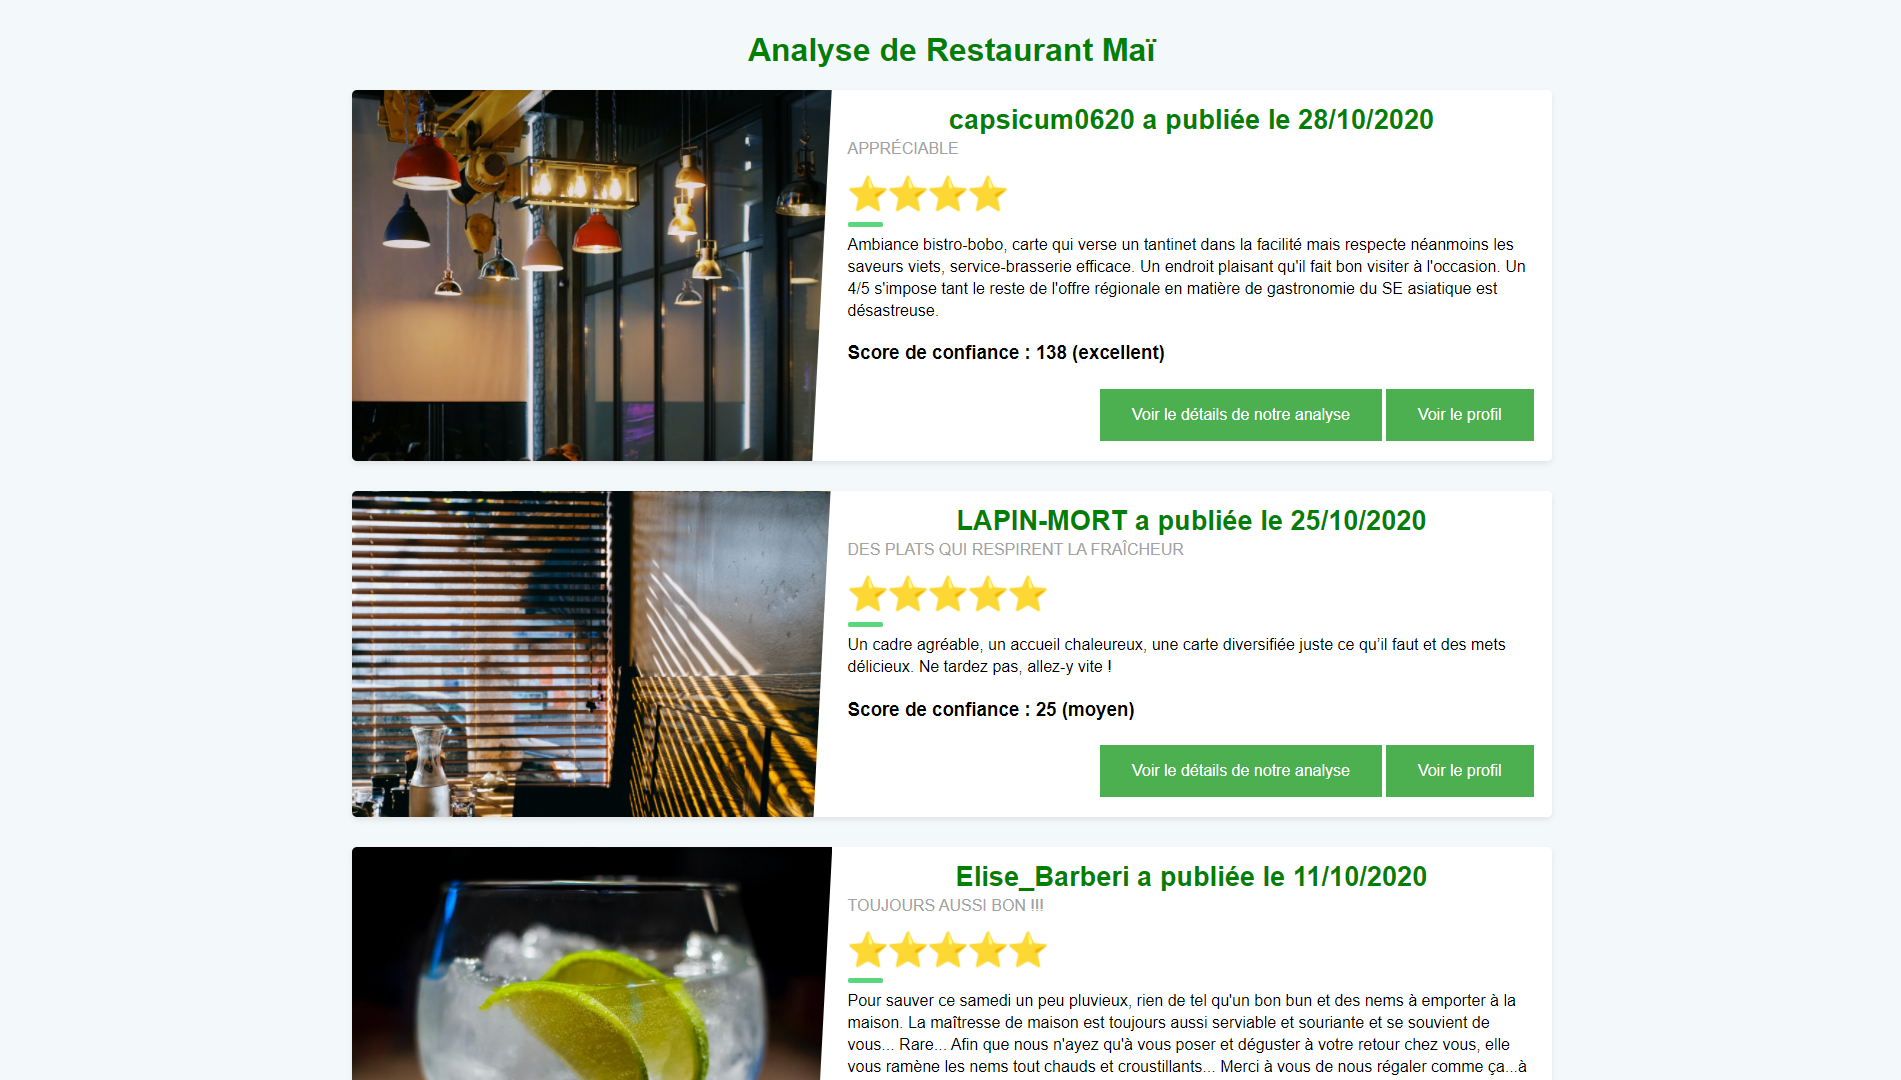 Analyse de Restaurant Maï
capsicum0620 a publiée le 28/10/2020
APPRÉCIABLE
Ambiance bistro-bobo, carte qui verse un tantinet dans la facilité mais respecte néanmoins les
saveurs viets, service-brasserie efficace. Un endroit plaisant qu'il fait bon visiter à l'occasion. Un
4/5 s'impose tant le reste de l'offre régionale en matière de gastronomie du SE asiatique est
désastreuse.
Score de confiance : 138 (excellent)
Voir le détails de notre analyse
Voir le profil
LAPIN-MORT a publiée le 25/10/2020
DES PLATS QUI RESPIRENT LA FRAÎCHEUR
Un cadre agréable, un accueil chaleureux, une carte diversifiée juste ce qu’il faut et des mets
délicieux. Ne tardez pas, allez-y vite !
Score de confiance : 25 (moyen)
Voir le détails de notre analyse
Voir le profil
Elise_Barberi a publiée le 11/10/2020
TOUJOURS AUSSI BON !!!
Pour sauver ce samedi un peu pluvieux, rien de tel qu'un bon bun et des nems à emporter à la
maison. La maîtresse de maison est toujours aussi serviable et souriante et se souvient de
vous... Rare... Afin que nous n'ayez qu'à vous poser et déguster à votre retour chez vous, elle
vous ramène les nems tout chauds et croustillants... Merci à vous de nous régaler comme ça...à